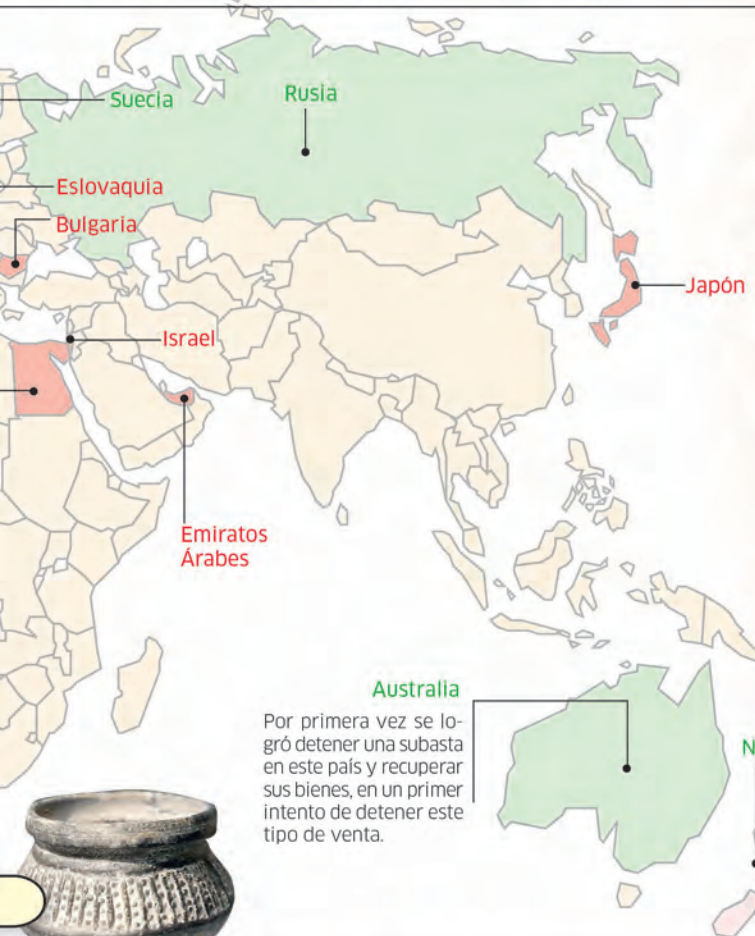 Suecia
Rusia
Eslovaquia
Bulgaria
Japón
Israel
Emiratos
Árabes
Australia
Por primera vez se lo-
gró detener una subasta
en este país y recuperar
sus bienes, en un primer
intento de detener este
tipo de venta.
N